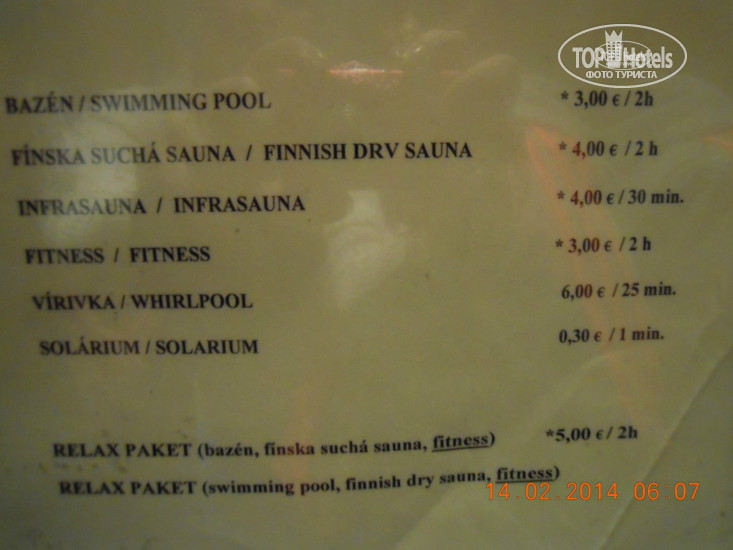 TOP Hotels
ФОТО ТУРИСТА
BAZÉN / SWIMMING POOL * 3,00 € / 2h
FÍNSKA SUCHÁ SAUNA / FINNISH DRV SAUNA * 4,00 € / 2 h
INFRASAUNA / INFRASAUNA * 4,00 € / 30 min.
FITNESS / FITNESS * 3,00 € / 2 h
VÍRIVKA / WHIRLPOOL 6,00 € / 25 min.
SOLÁRIUM / SOLARIUM 0,30 € / 1 min.
RELAX PAKET (bazén, fínska suchá sauna, fitness) *5,00 € / 2h
RELAX PAKET (swimming pool, finnish dry sauna, fitness)
14.02.2014 06:07